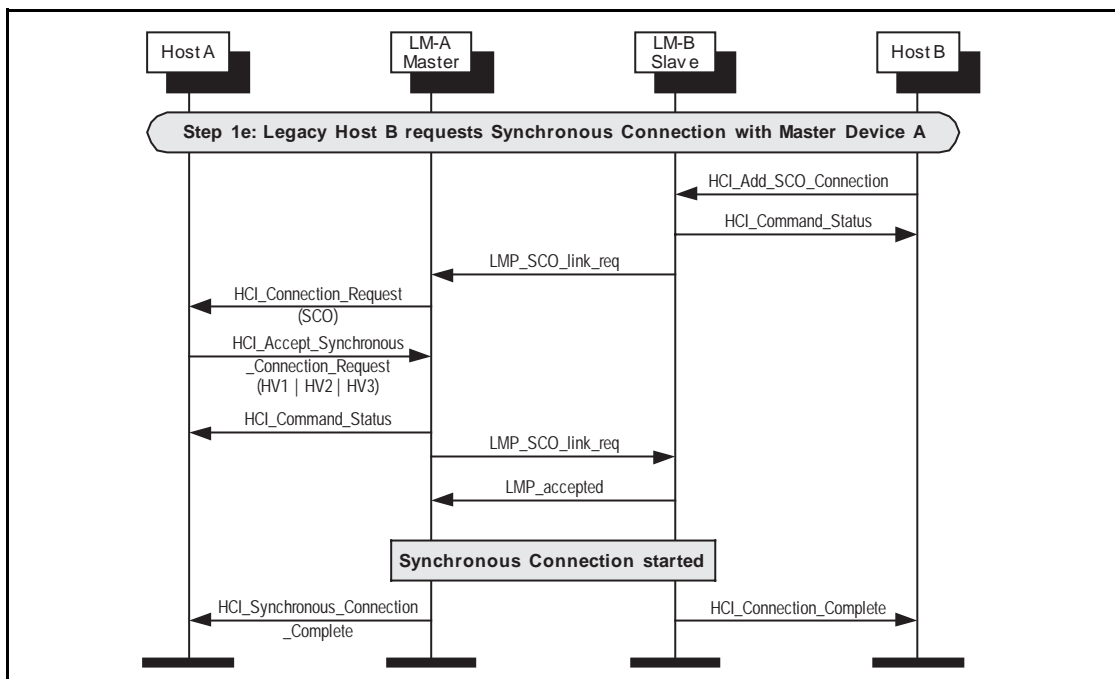 Host A
LM-A
Master
LM-B
Slave
Host B
Step 1e: Legacy Host B requests Synchronous Connection with Master Device A
HCI_Add_SCO_Connection
HCI_Command_Status
LMP_SCO_link_req
HCI_Connection_Request
(SCO)
HCI_Accept_Synchronous
_Connection_Request
(HV1 | HV2 | HV3)
HCI_Command_Status
LMP_SCO_link_req
LMP_accepted
Synchronous Connection started
HCI_Synchronous_Connection
_Complete
HCI_Connection_Complete